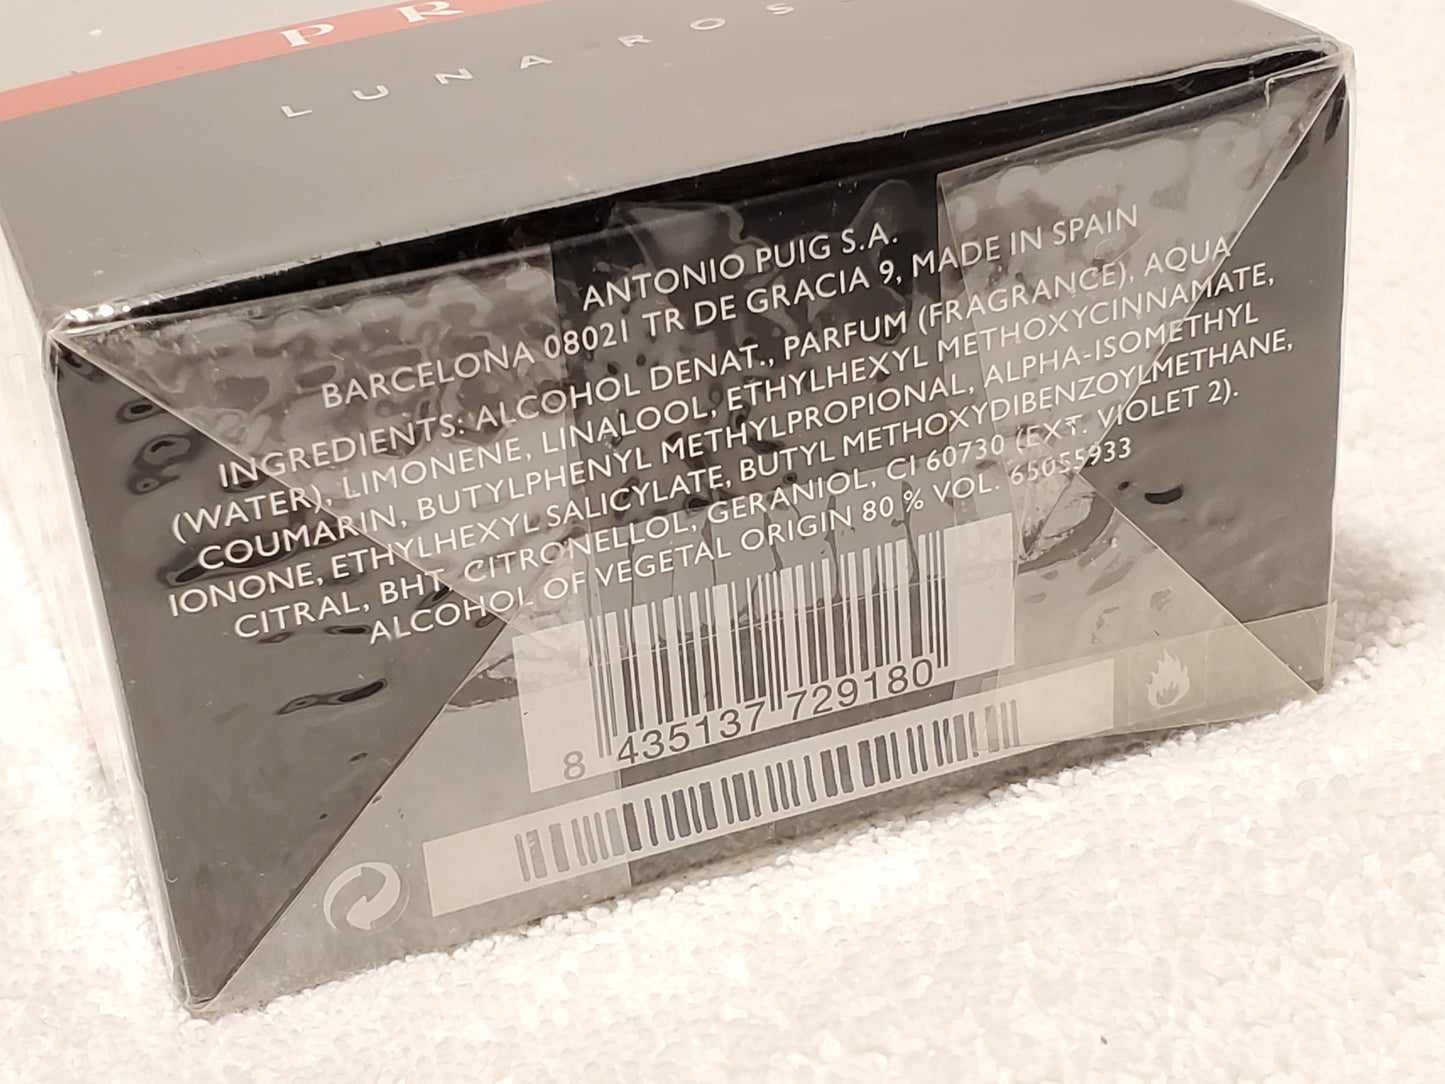 PR
LUNA ROS
ANTONIO PUIG S.A.
BARCELONA 08021 TR DE GRACIA 9, MADE IN SPAIN
INGREDIENTS: ALCOHOL DENAT., PARFUM (FRAGRANCE), AQUA
(WATER), LIMONENE, LINALOOL, ETHYLHEXYL METHOXYCINNAMATE,
COUMARIN, BUTYLPHENYL METHYLPROPIONAL, ALPHA-ISOMETHYL
IONONE, ETHYLHEXYL SALICYLATE, BUTYL METHOXYDIBENZOYLMETHANE,
CITRAL, BHT, CITRONELLOL, GERANIOL, CI 60730 (EXT. VIOLET 2).
ALCOHOL OF VEGETAL ORIGIN 80 % VOL. 65055933
8 435137 729180